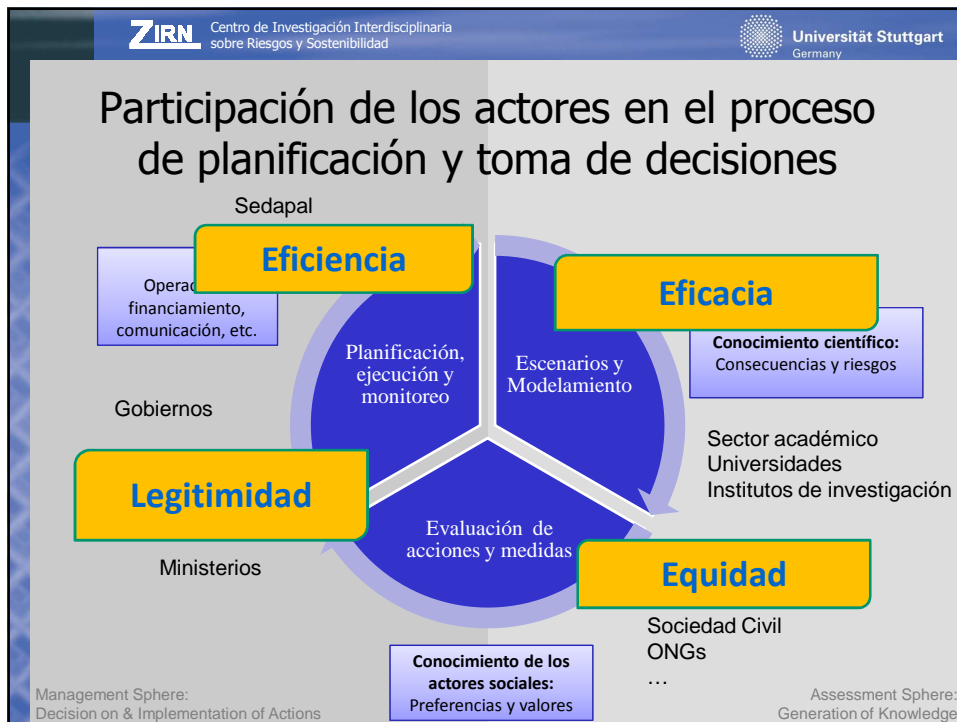 ZIRN
Centro de Investigación Interdisciplinaria
sobre Riesgos y Sostenibilidad
Universität Stuttgart
Germany
Participación de los actores en el proceso
de planificación y toma de decisiones
Sedapal
Eficiencia
financiamiento,
comunicación, etc.
Eficacia
Conocimiento científico:
Consecuencias y riesgos
Planificación,
ejecución y
monitoreo
Escenarios y
Modelamiento
Gobiernos
Sector académico
Universidades
Institutos de investigación
Legitimidad
Evaluación de
acciones y medidas
Ministerios
Equidad
Sociedad Civil
ONGs
…
Conocimiento de los
actores sociales:
Preferencias y valores
Management Sphere:
Decision on & Implementation of Actions
Assessment Sphere:
Generation of Knowledge